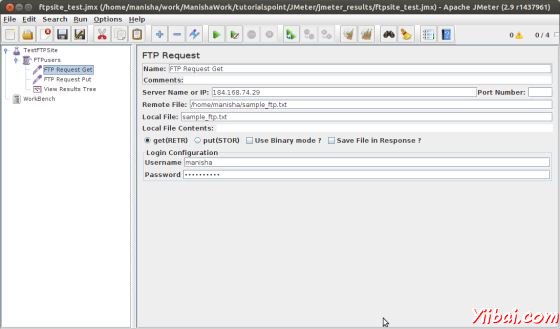 ftpsite_test.jmx (/home/manisha/work/ManishaWork/tutorialspoint/JMeter/jmeter_results/ftpsite_test.jmx) - Apache JMeter (2.9 r1437961)
File Edit Search Run Options Help
0 0 / 4
TestFTPSite
FTPusers
FTP Request Get
FTP Request Put
View Results Tree
WorkBench
FTP Request
Name: FTP Request Get
Comments:
Server Name or IP: 184.168.74.29 Port Number:
Remote File: /home/manisha/sample_ftp.txt
Local File: sample_ftp.txt
Local File Contents:
get(RETR) put(STOR) Use Binary mode ? Save File in Response ?
Login Configuration
Username manisha
Password ••••••••••
Yiibai.com